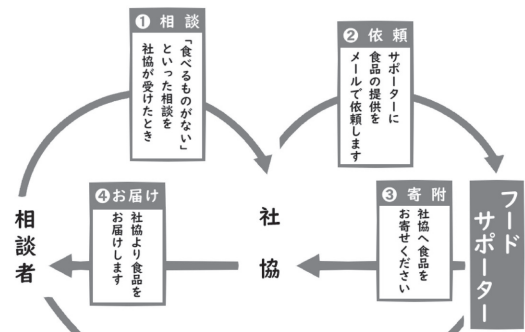 ❶ 相談
「食べるものがない」
といった相談を
社協が受けたとき
❷ 依頼
サポーターに
食品の提供を
メールで依頼します
❹お届け
社協より食品を
お届けします
❸ 寄附
社協へ食品を
お寄せください
相談者
社協
フード
サポーター